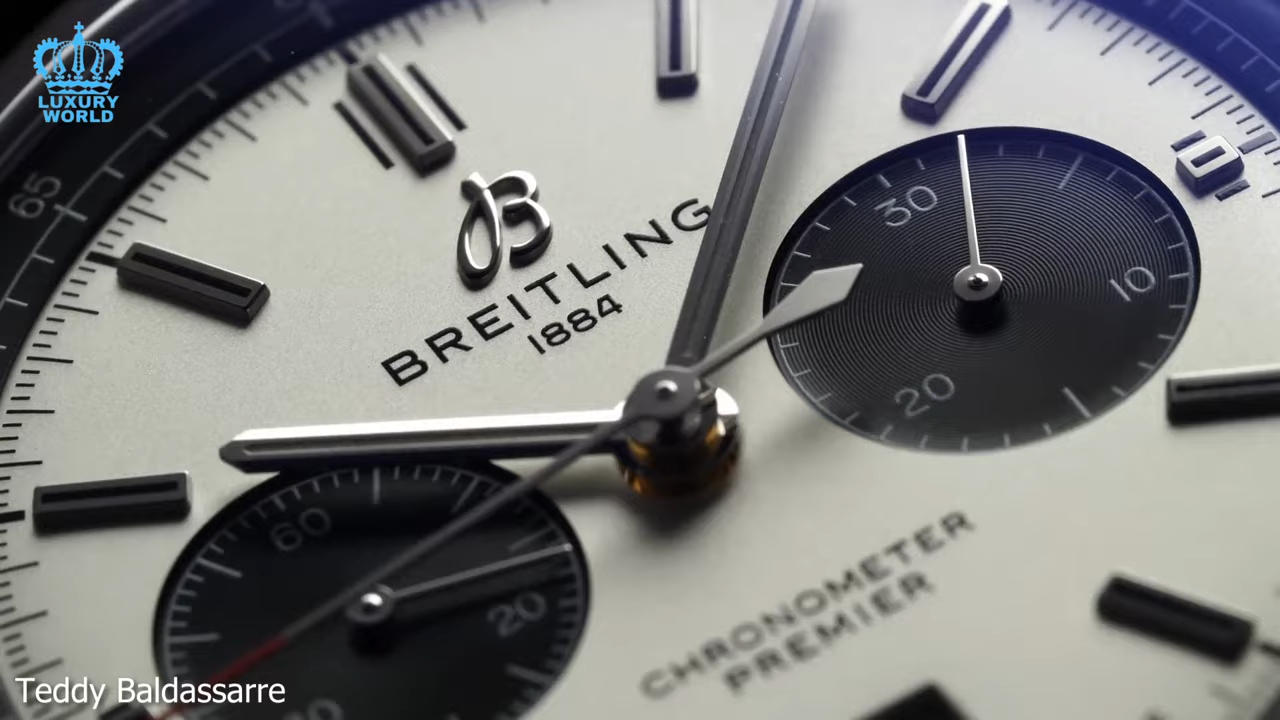 LUXURY
WORLD
65
B
BREITLING
1884
30
10
20
60
20
CHRONOMETER
PREMIER
Teddy Baldassarre